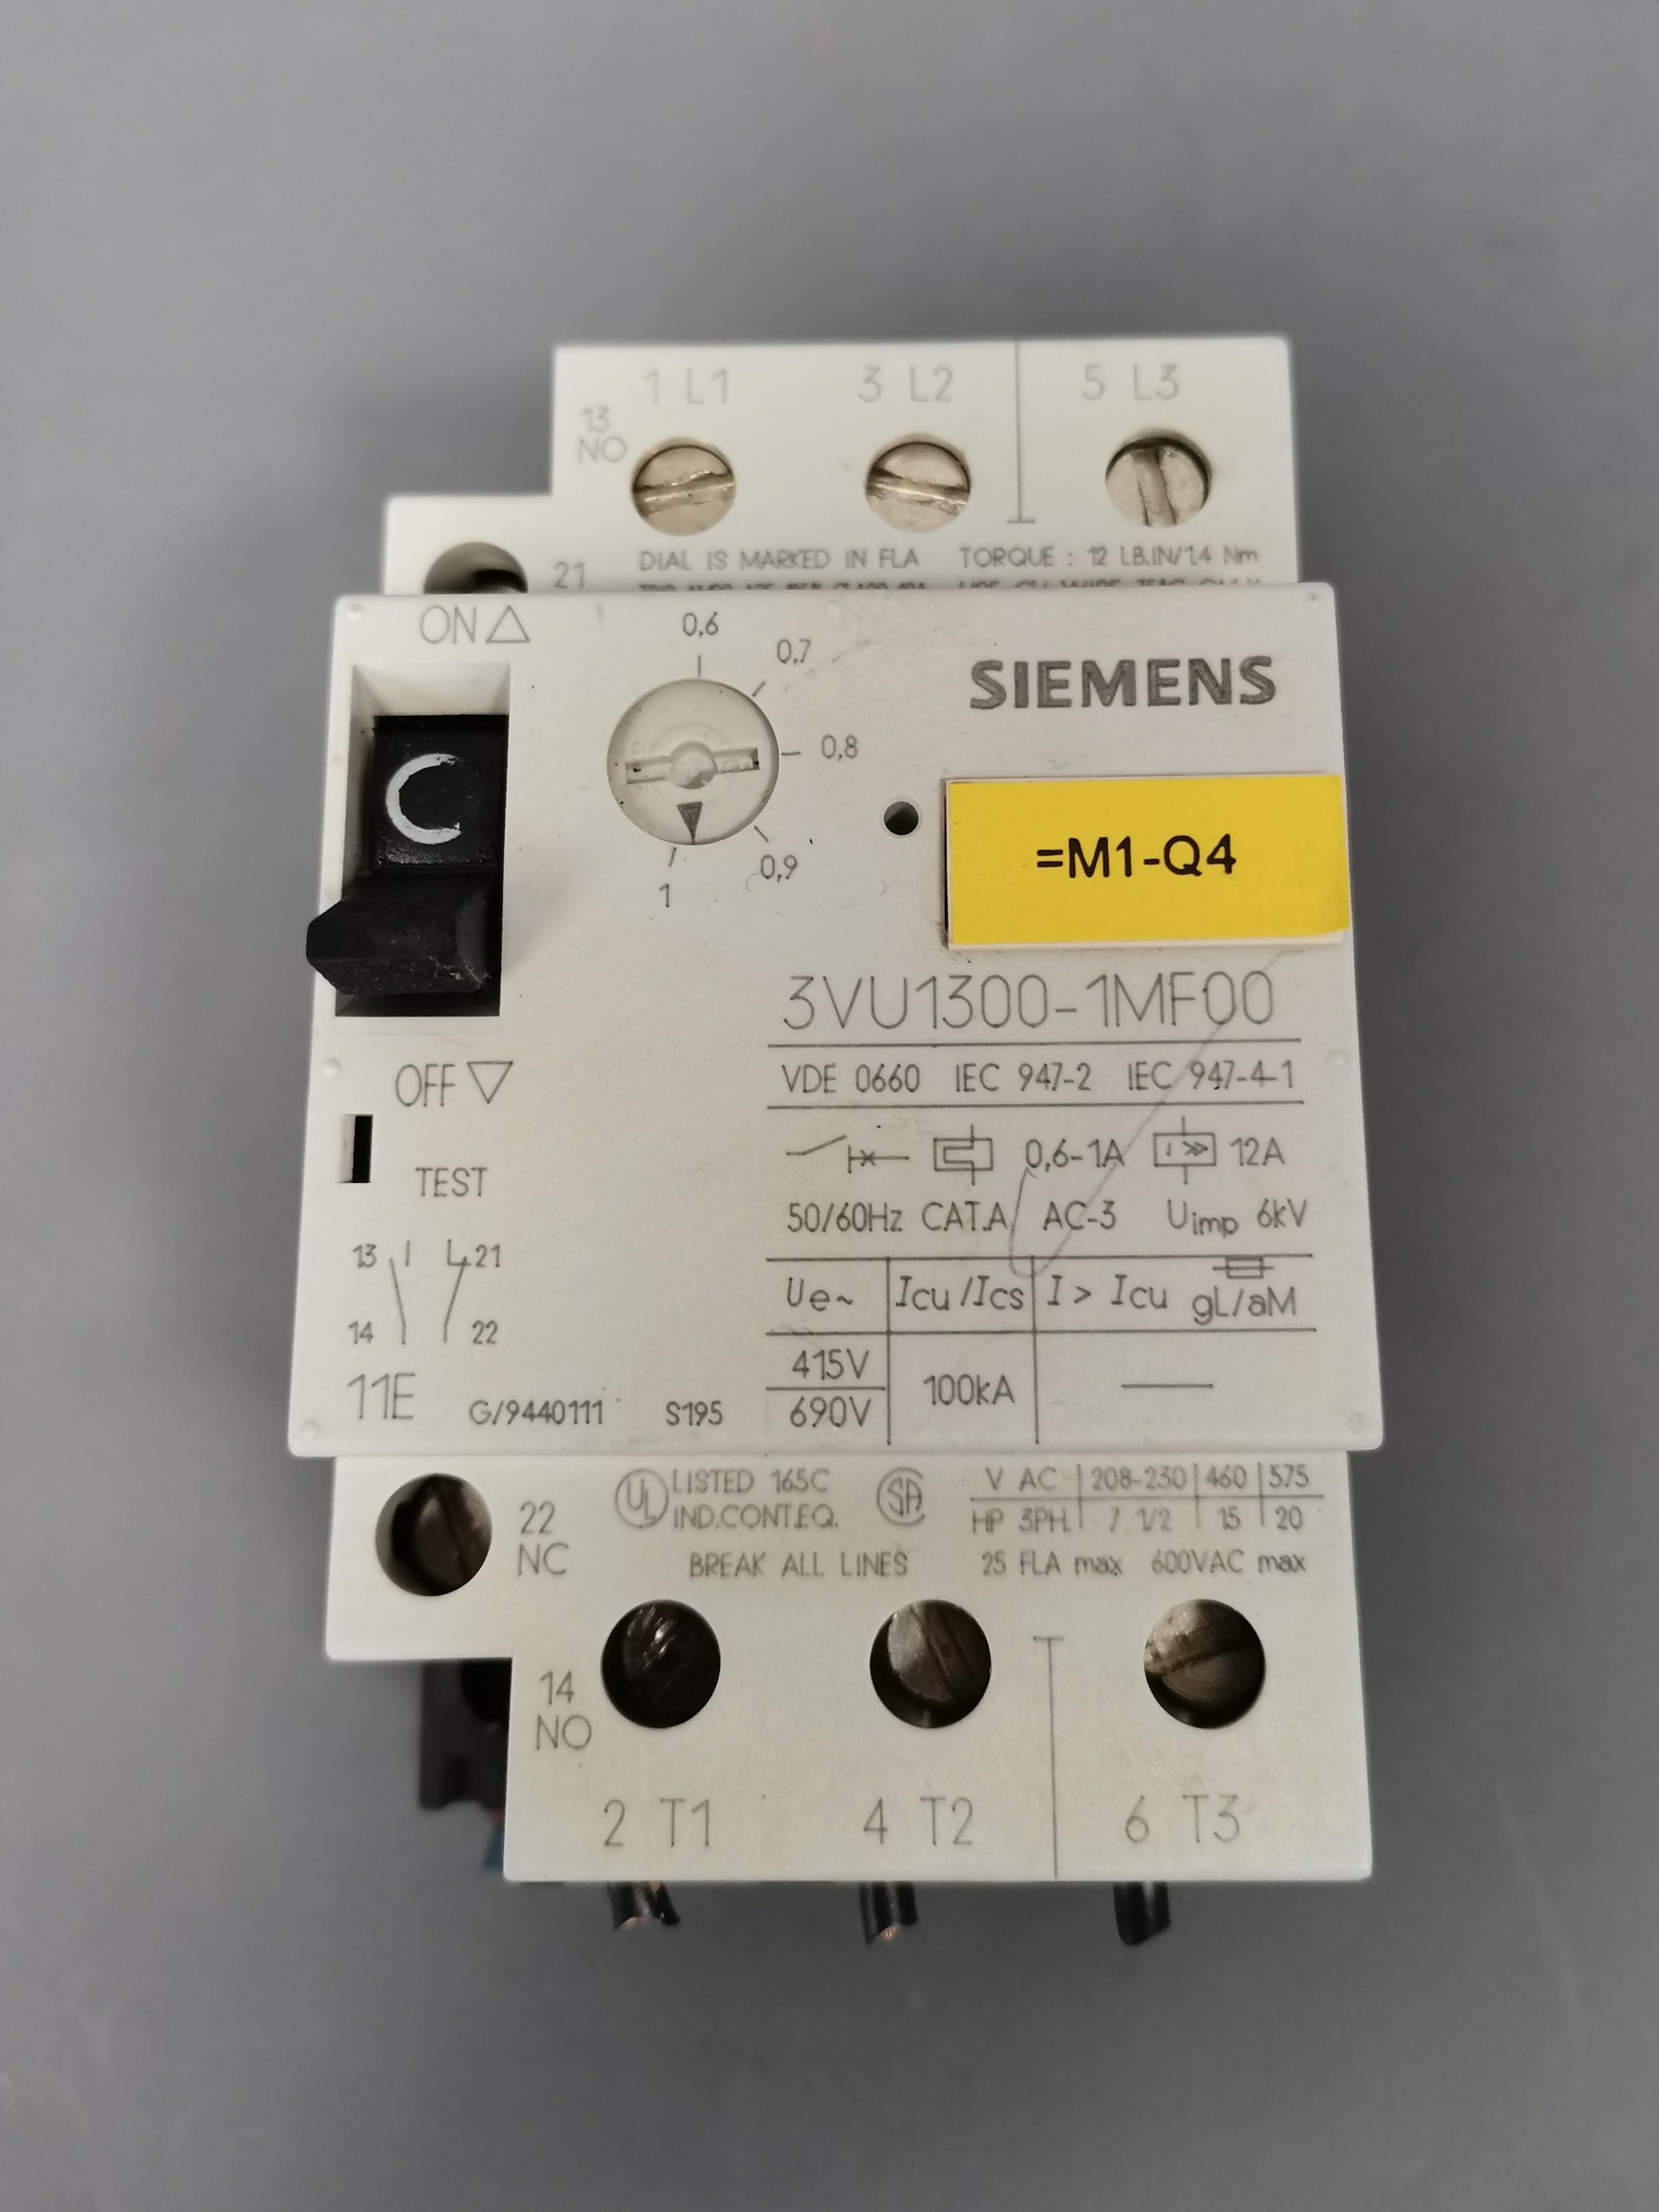 1 L1 3 L2 5 L3
13
NO
21
DIAL IS MARKED IN FLA TORQUE : 12 LB.IN/1.4 Nm
ON △
0,6
0,7
0,8
0,9
1
SIEMENS
=M1-Q4
3VU1300-1MF00
VDE 0660 IEC 947-2 IEC 947-4-1
0,6-1A I >> 12A
50/60Hz CAT.A AC-3 Uimp 6kV
Ue~ Icu/Ics I > Icu gL/aM
415V
690V
100kA
OFF ▽
TEST
13 21
14 22
11E G/9440111 S195
22
NC
UL LISTED 165C
IND.CONT.EQ.
SA
BREAK ALL LINES
V AC 208-230 460 575
HP 3PH. 7 1/2 15 20
25 FLA max 600VAC max
14
NO
2 T1 4 T2 6 T3